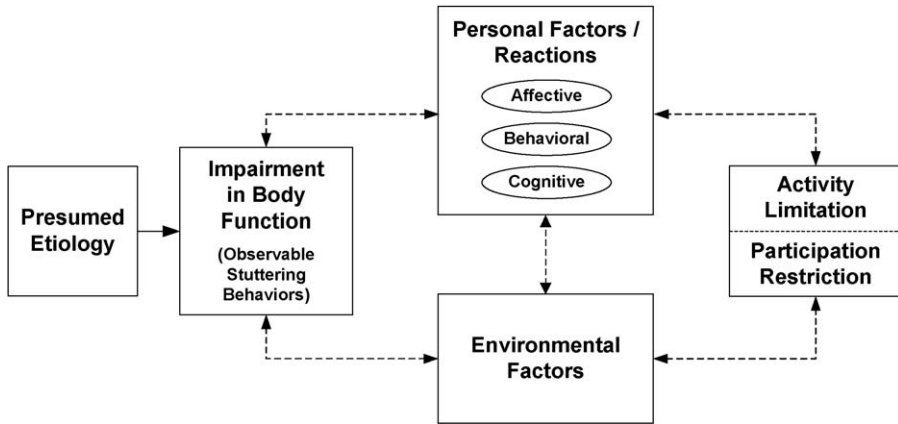 Presumed
Etiology
Impairment
in Body
Function
(Observable
Stuttering
Behaviors)
Personal Factors /
Reactions
Affective
Behavioral
Cognitive
Environmental
Factors
Activity
Limitation
Participation
Restriction